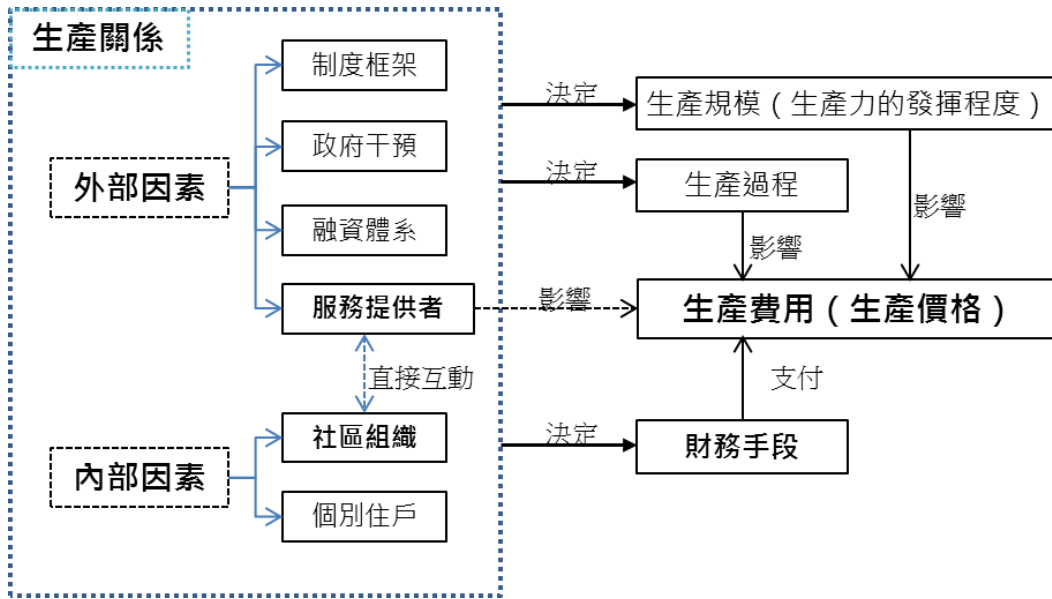 生產關係
制度框架
決定
生產規模（生產力的發揮程度）
政府干預
決定
生產過程
外部因素
影響
融資體系
影響
服務提供者
影響
生產費用（生產價格）
直接互動
支付
社區組織
決定
財務手段
內部因素
個別住戶